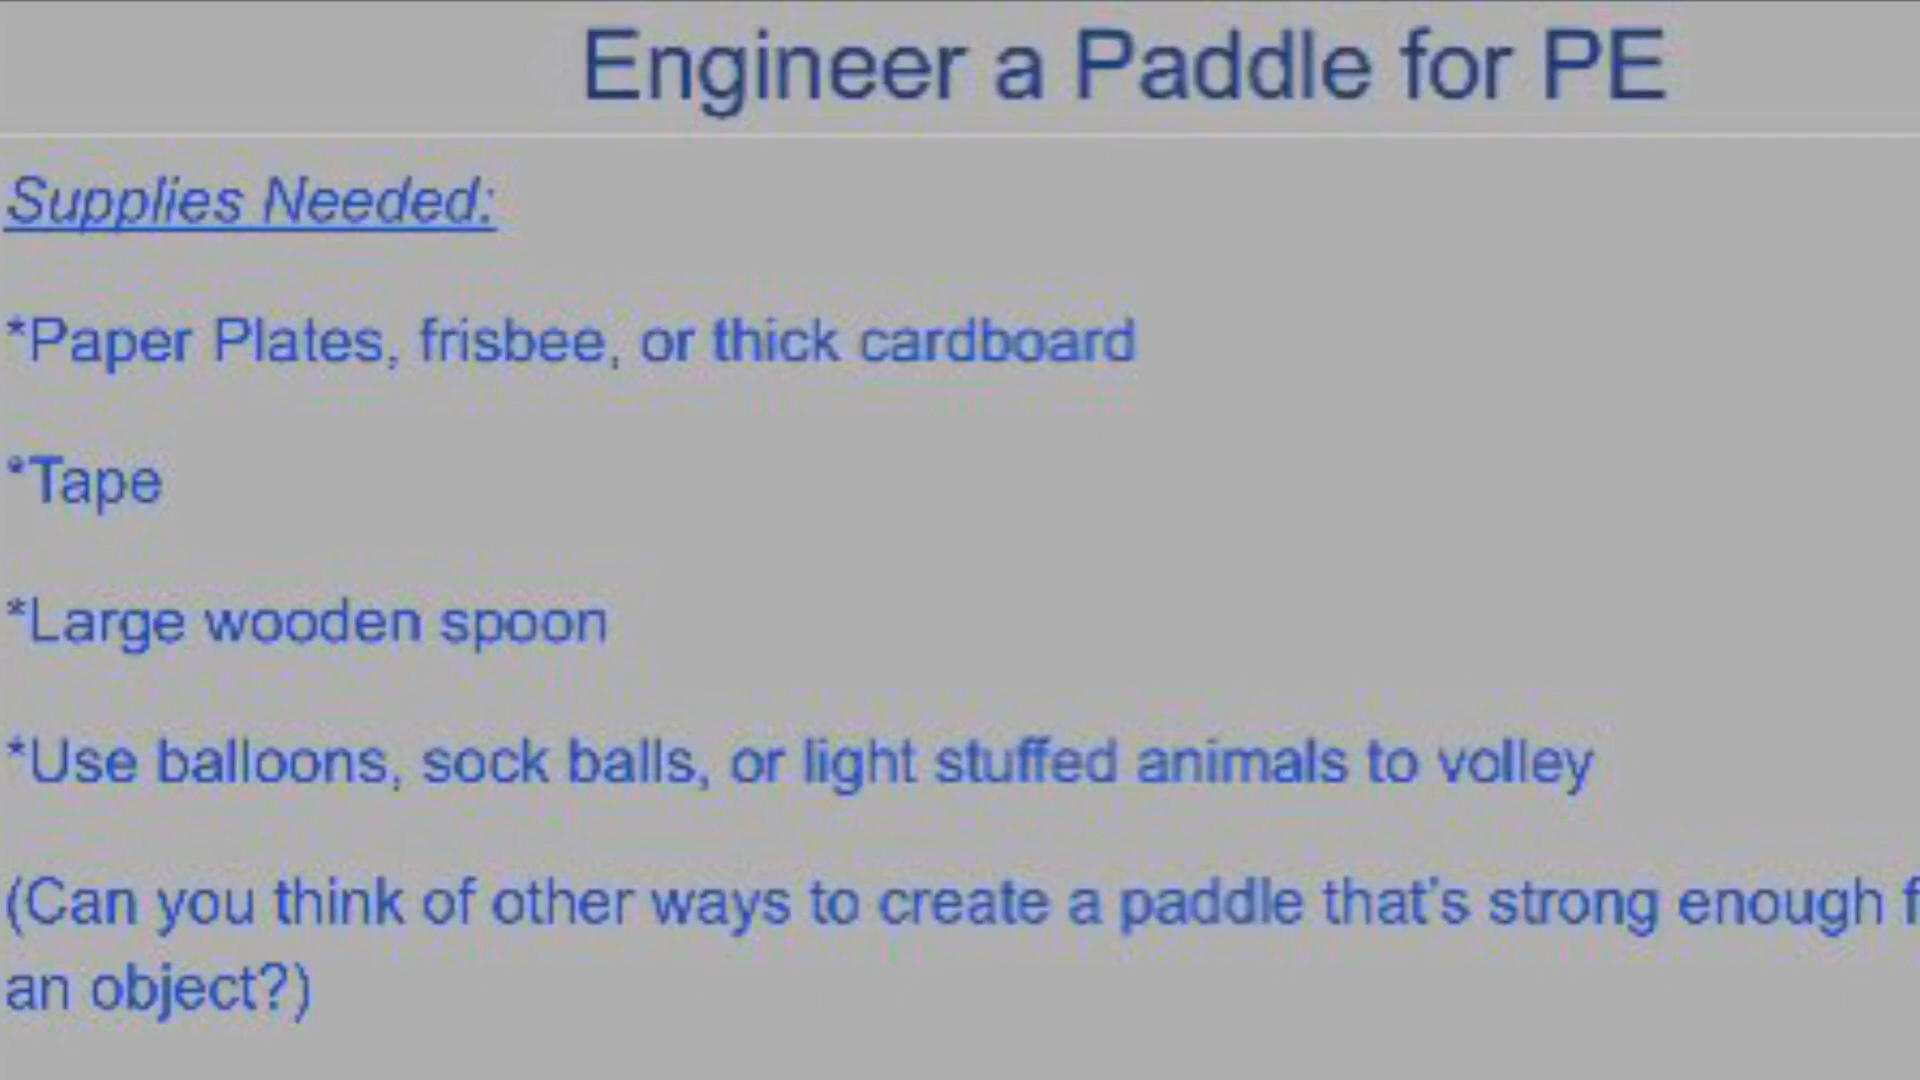 Engineer a Paddle for PE
Supplies Needed:
*Paper Plates, frisbee, or thick cardboard
*Tape
*Large wooden spoon
*Use balloons, sock balls, or light stuffed animals to volley
(Can you think of other ways to create a paddle that's strong enough
an object?)